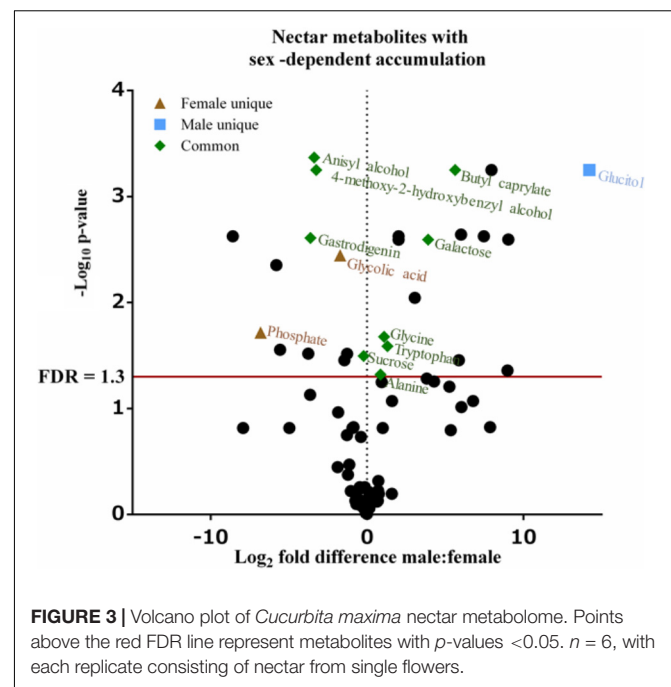 Nectar metabolites with
sex -dependent accumulation
4
Female unique
Male unique
Common
Anisyl alcohol
Butyl caprylate
Glucitol
4-methoxy-2-hydroxybenzyl alcohol
3
-Log10 p-value
Gastrodigenin
Galactose
Glycolic acid
2
Phosphate
Glycine
Tryptophan
Sucrose
FDR = 1.3
Alanine
1
0
-10
0
10
Log2 fold difference male:female
FIGURE 3 | Volcano plot of Cucurbita maxima nectar metabolome. Points
above the red FDR line represent metabolites with p-values <0.05. n = 6, with
each replicate consisting of nectar from single flowers.